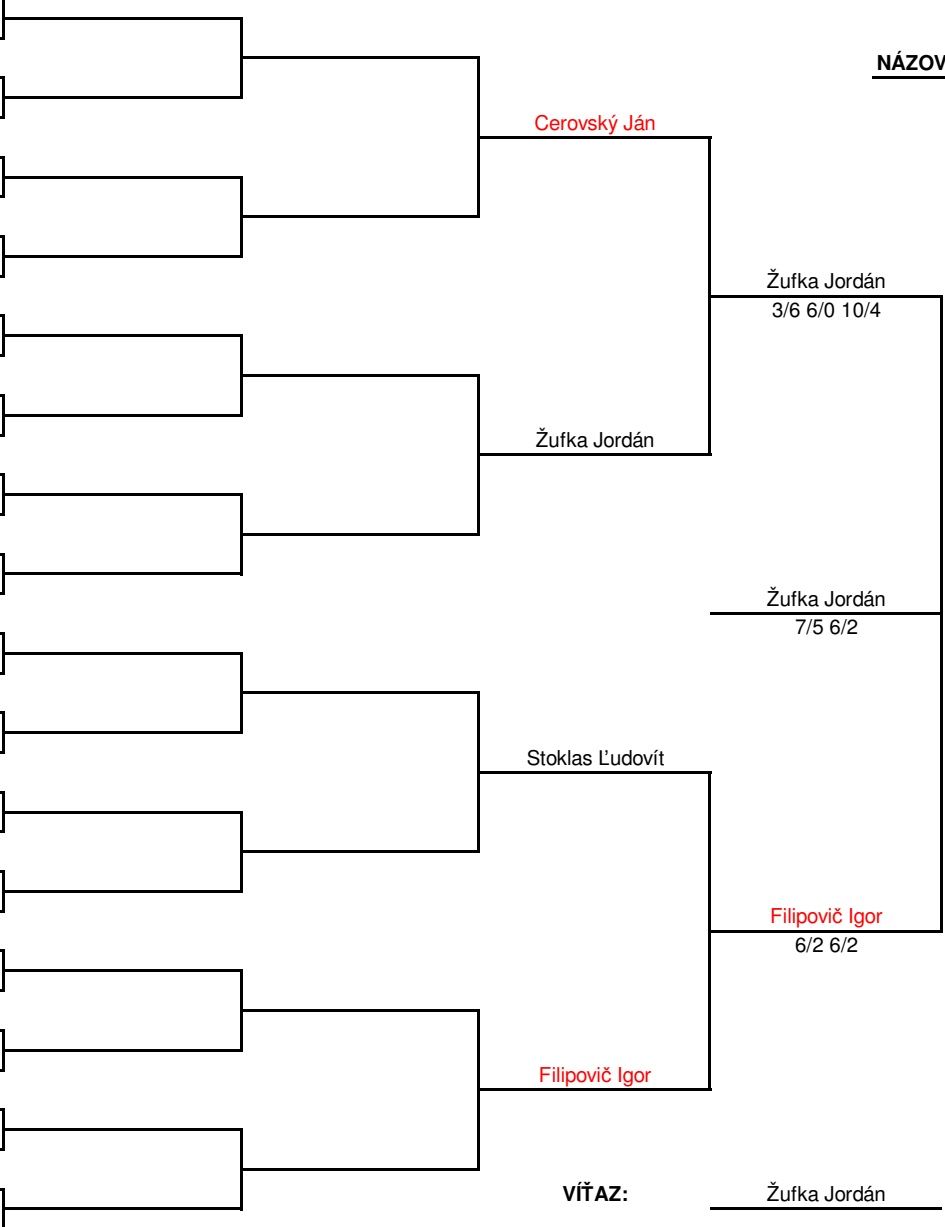 NÁZOV
Cerovský Ján
Žufka Jordán
3/6 6/0 10/4
Žufka Jordán
Žufka Jordán
7/5 6/2
Stoklas Ľudovít
Filipovič Igor
6/2 6/2
Filipovič Igor
VÍŤAZ:
Žufka Jordán